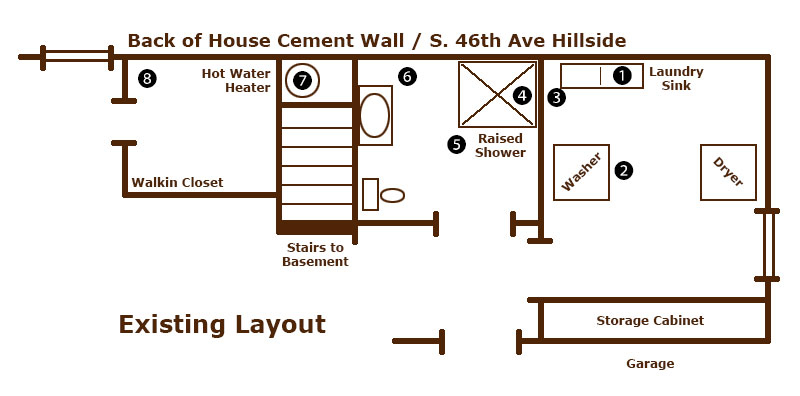 Back of House Cement Wall / S. 46th Ave Hillside
8
Hot Water
Heater
7
6
4
3
1
Laundry
Sink
5
Raised
Shower
Washer
2
Dryer
Walkin Closet
Stairs to
Basement
Existing Layout
Storage Cabinet
Garage